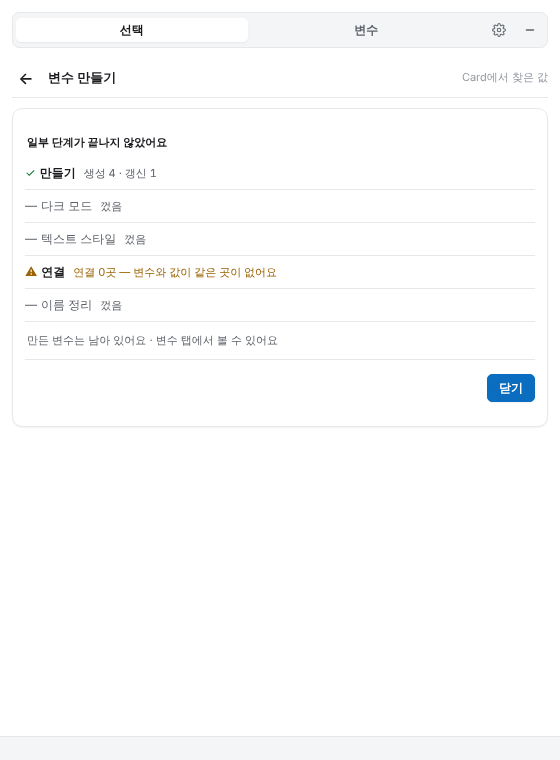 선택 변수
변수 만들기 Card에서 찾은 값
일부 단계가 끝나지 않았어요
만들기 생성 4 · 갱신 1
— 다크 모드 껐음
— 텍스트 스타일 껐음
연결 연결 0곳 — 변수와 값이 같은 곳이 없어요
— 이름 정리 껐음
만든 변수는 남아 있어요 · 변수 탭에서 볼 수 있어요
닫기